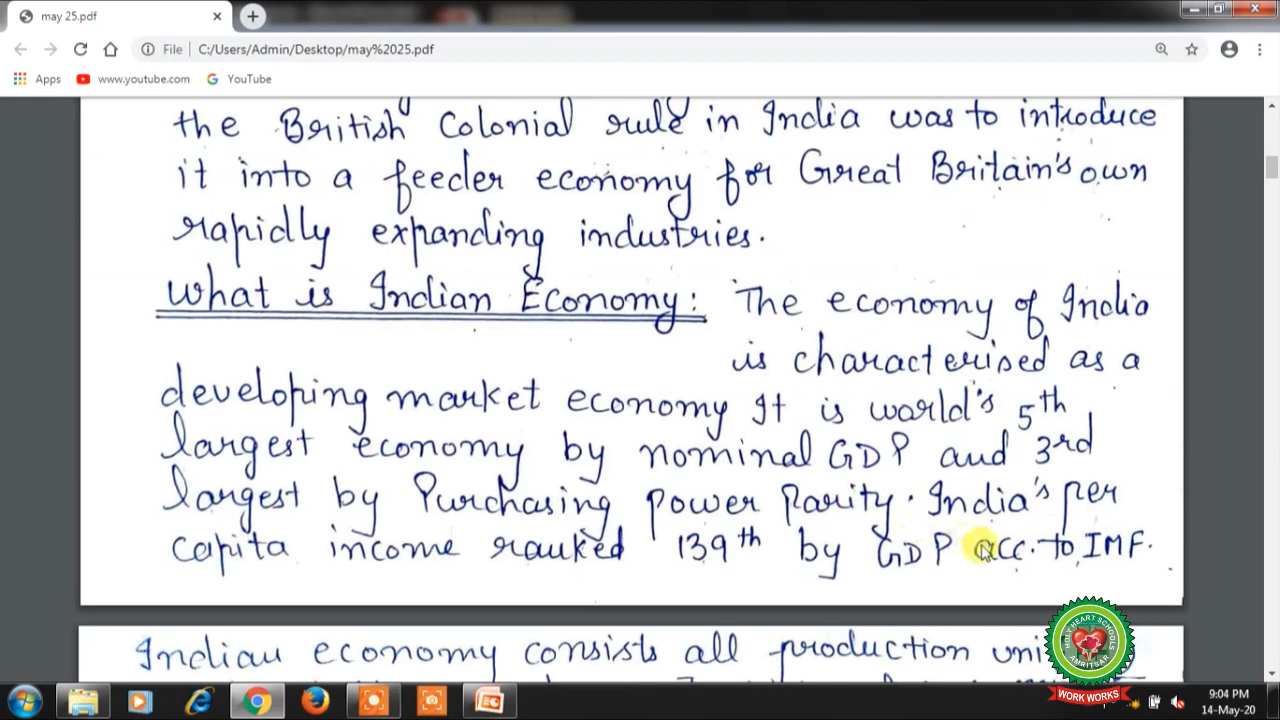 may 25.pdf
File C:/Users/Admin/Desktop/may%2025.pdf
Apps www.youtube.com YouTube
the British Colonial rule in India was to introduce
it into a feeder economy for Great Britain's own
rapidly expanding industries.
What is Indian Economy: The economy of India
is characterised as a
developing market economy It is world's 5th
largest economy by nominal GDP and 3rd
largest by Purchasing power parity. India's per
capita income ranked 139th by GDP acc. to IMF.
Indian economy consists all production
HOLY HEART SCHOOLS
AMRITSAR
WORK WORKS
9:04 PM
14-May-20